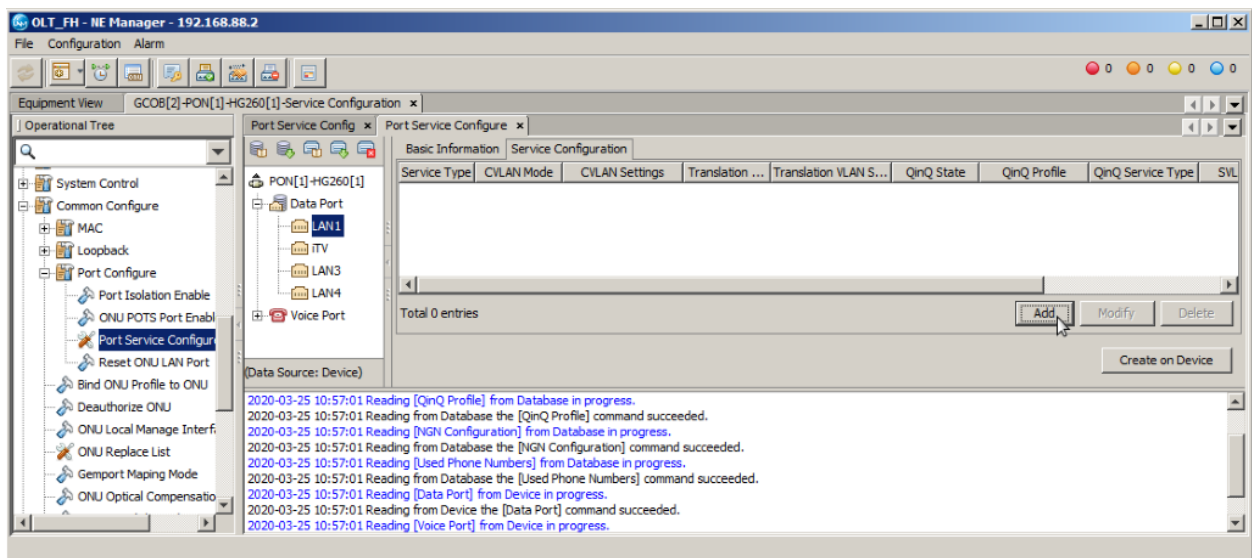 OLT_FH - NE Manager - 192.168.88.2
File Configuration Alarm
0 0 0 0
Equipment View GCOB[2]-PON[1]-HG260[1]-Service Configuration x
Operational Tree
System Control
Common Configure
MAC
Loopback
Port Configure
Port Isolation Enable
ONU POTS Port Enabl
Port Service Configur
Reset ONU LAN Port
Bind ONU Profile to ONU
Deauthorize ONU
ONU Local Manage Interfa
ONU Replace List
Gemport Maping Mode
ONU Optical Compensatio
Port Service Config x Port Service Configure x
PON[1]-HG260[1]
Data Port
LAN1
iTV
LAN3
LAN4
Voice Port
(Data Source: Device)
Basic Information Service Configuration
Service Type CVLAN Mode CVLAN Settings Translation ... Translation VLAN S... QinQ State QinQ Profile QinQ Service Type SVL
Total 0 entries Add Modify Delete
Create on Device
2020-03-25 10:57:01 Reading [QinQ Profile] from Database in progress.
2020-03-25 10:57:01 Reading from Database the [QinQ Profile] command succeeded.
2020-03-25 10:57:01 Reading [NGN Configuration] from Database in progress.
2020-03-25 10:57:01 Reading from Database the [NGN Configuration] command succeeded.
2020-03-25 10:57:01 Reading [Used Phone Numbers] from Database in progress.
2020-03-25 10:57:01 Reading from Database the [Used Phone Numbers] command succeeded.
2020-03-25 10:57:01 Reading [Data Port] from Device in progress.
2020-03-25 10:57:01 Reading from Device the [Data Port] command succeeded.
2020-03-25 10:57:01 Reading [Voice Port] from Device in progress.